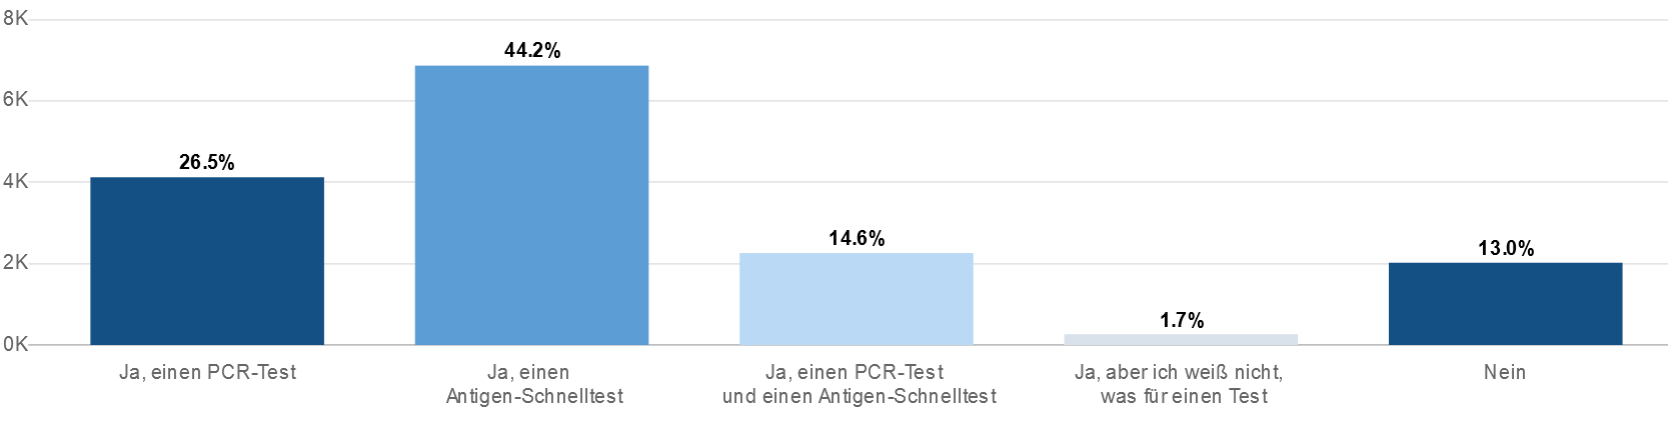 8K
6K
4K
2K
0K
26.5%
44.2%
14.6%
1.7%
13.0%
Ja, einen PCR-Test
Ja, einen
Antigen-Schnelltest
Ja, einen PCR-Test
und einen Antigen-Schnelltest
Ja, aber ich weiß nicht,
was für einen Test
Nein